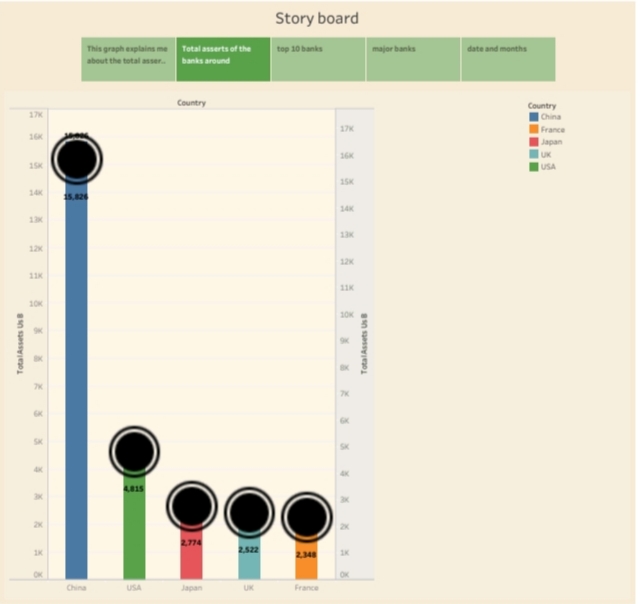 Story board
This graph explains me
about the total asser..
Total asserts of the
banks around
top 10 banks
major banks
date and months
Country
17K
16K
15K
14K
13K
12K
11K
10K
9K
8K
7K
6K
5K
4K
3K
2K
1K
0K
Total Assets Us B
15,826
4,815
2,774
2,522
2,348
17K
16K
15K
14K
13K
12K
11K
10K
9K
8K
7K
6K
5K
4K
3K
2K
1K
0K
Total Assets Us B
China
USA
Japan
UK
France
Country
China
France
Japan
UK
USA